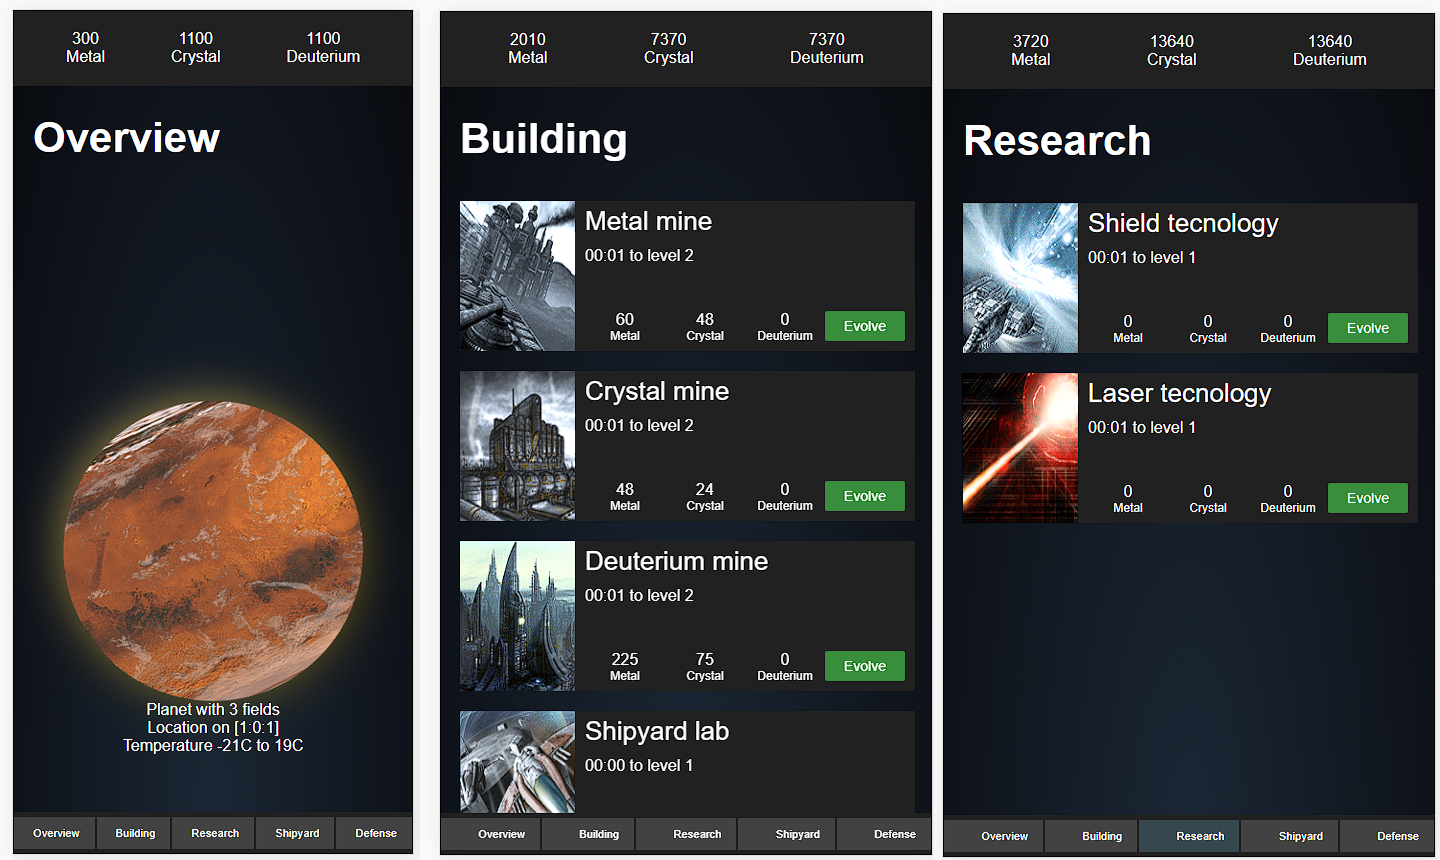 300 1100 1100
Metal Crystal Deuterium
Overview
Planet with 3 fields
Location on [1:0:1]
Temperature -21C to 19C
Overview Building Research Shipyard Defense
2010 7370 7370
Metal Crystal Deuterium
Building
Metal mine
00:01 to level 2
60 48 0
Metal Crystal Deuterium
Evolve
Crystal mine
00:01 to level 2
48 24 0
Metal Crystal Deuterium
Evolve
Deuterium mine
00:01 to level 2
225 75 0
Metal Crystal Deuterium
Evolve
Shipyard lab
00:00 to level 1
Overview Building Research Shipyard Defense
3720 13640 13640
Metal Crystal Deuterium
Research
Shield tecnology
00:01 to level 1
0 0 0
Metal Crystal Deuterium
Evolve
Laser tecnology
00:01 to level 1
0 0 0
Metal Crystal Deuterium
Evolve
Overview Building Research Shipyard Defense